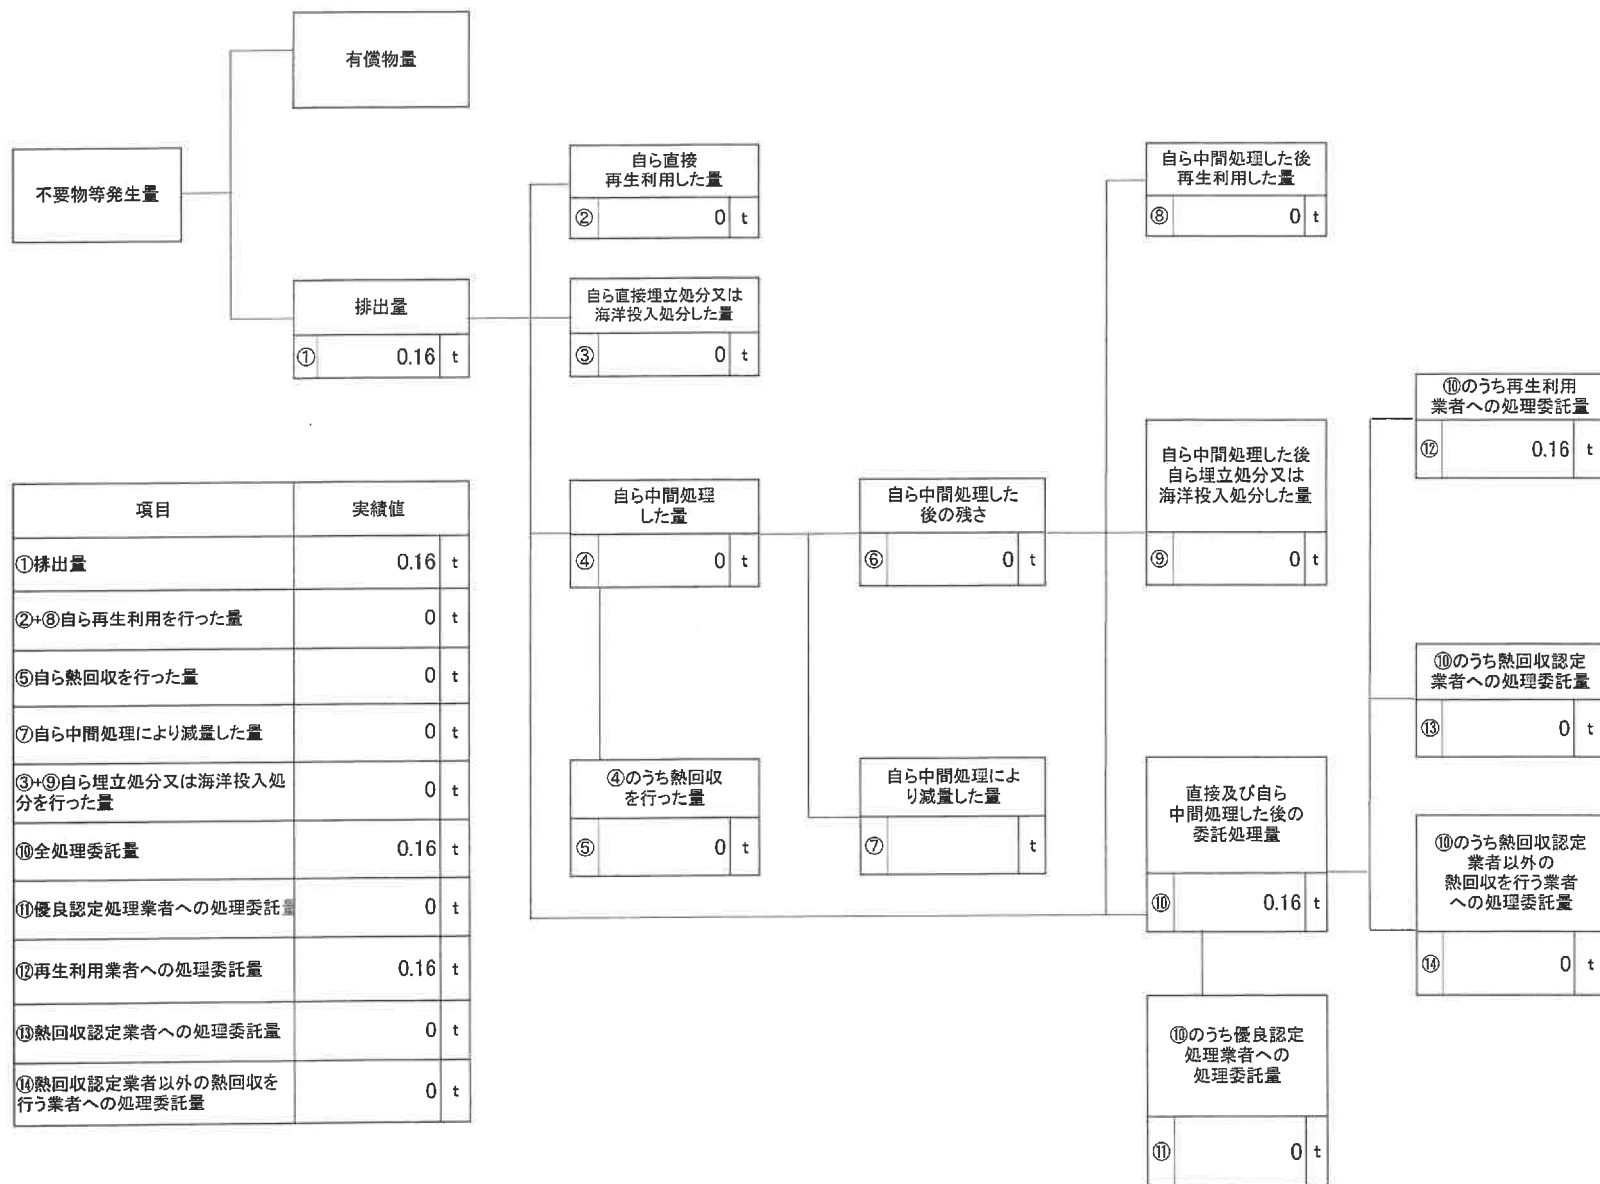 有償物量
不要物等発生量
排出量
① 0.16 t
自ら直接
再生利用した量
② 0 t
自ら直接埋立処分又は
海洋投入処分した量
③ 0 t
自ら中間処理
した量
④ 0 t
④のうち熱回収
を行った量
⑤ 0 t
自ら中間処理した
後の残さ
⑥ 0 t
自ら中間処理によ
り減量した量
⑦ t
自ら中間処理した後
再生利用した量
⑧ 0 t
自ら中間処理した後
自ら埋立処分又は
海洋投入処分した量
⑨ 0 t
直接及び自ら
中間処理した後の
委託処理量
⑩ 0.16 t
⑩のうち優良認定
処理業者への
処理委託量
⑪ 0 t
⑩のうち再生利用
業者への処理委託量
⑫ 0.16 t
⑩のうち熱回収認定
業者への処理委託量
⑬ 0 t
⑩のうち熱回収認定
業者以外の
熱回収を行う業者
への処理委託量
⑭ 0 t
項目 実績値
①排出量 0.16 t
②+⑧自ら再生利用を行った量 0 t
⑤自ら熱回収を行った量 0 t
⑦自ら中間処理により減量した量 0 t
③+⑨自ら埋立処分又は海洋投入処
分を行った量 0 t
⑩全処理委託量 0.16 t
⑪優良認定処理業者への処理委託量 0 t
⑫再生利用業者への処理委託量 0.16 t
⑬熱回収認定業者への処理委託量 0 t
⑭熱回収認定業者以外の熱回収を
行う業者への処理委託量 0 t